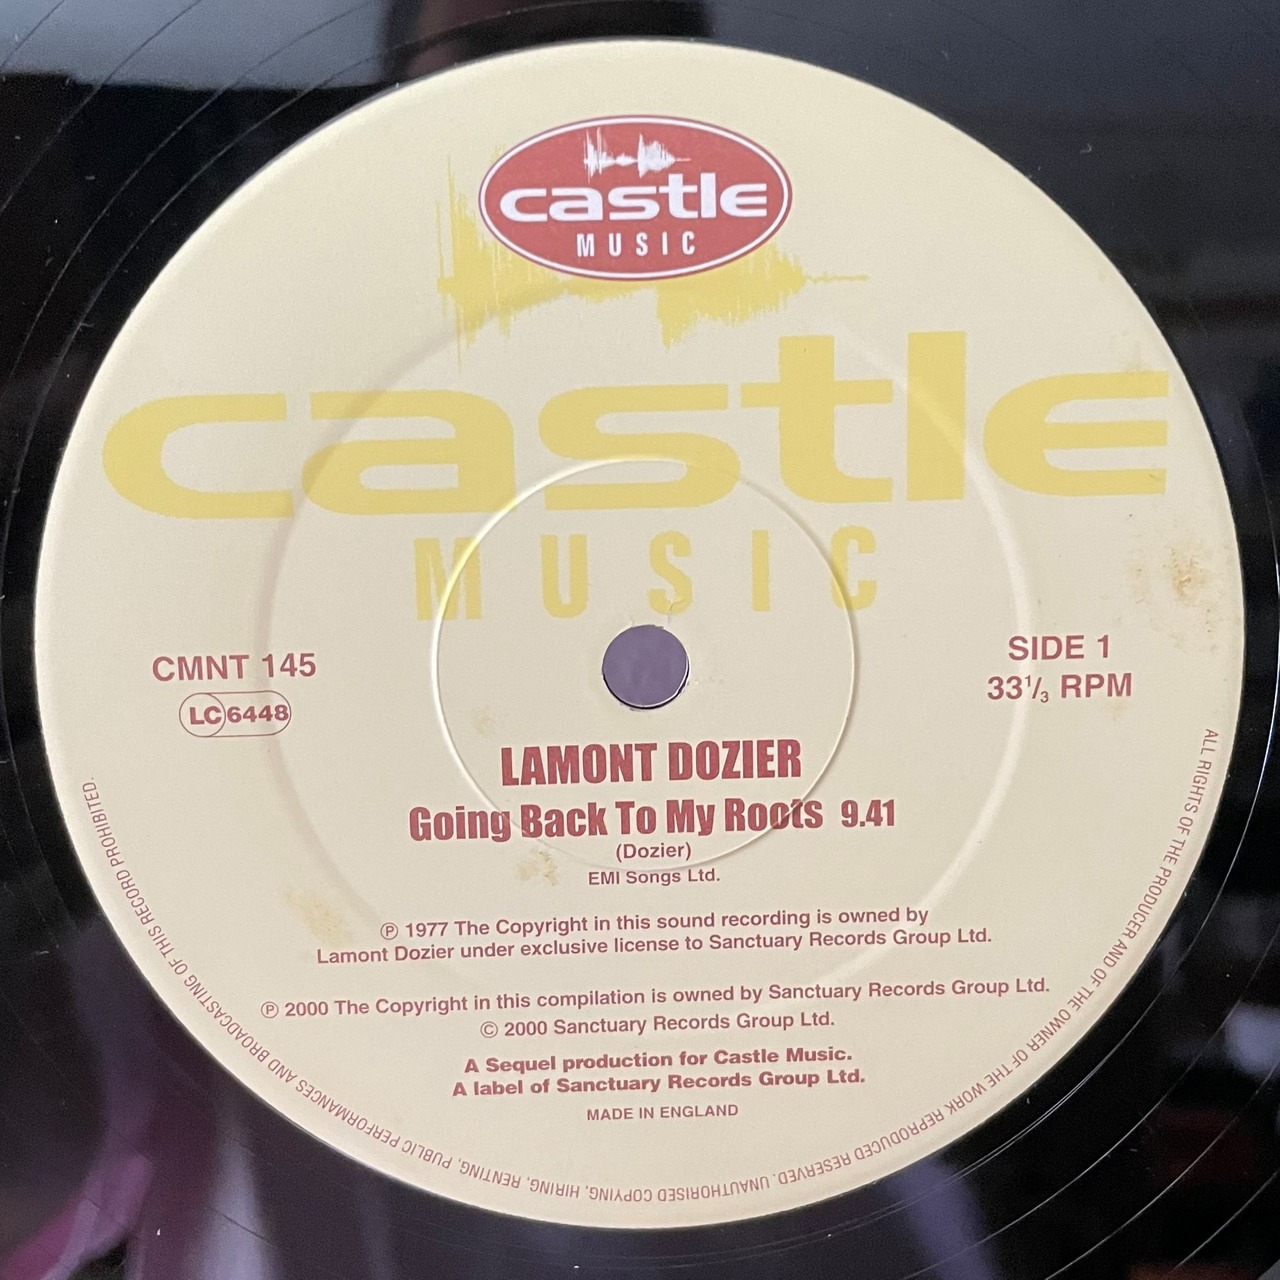 castle
MUSIC
castle
MUSIC
CMNT 145
LC 6448
SIDE 1
33 1/3 RPM
LAMONT DOZIER
Going Back To My Roots 9.41
(Dozier)
EMI Songs Ltd.
℗ 1977 The Copyright in this sound recording is owned by
Lamont Dozier under exclusive license to Sanctuary Records Group Ltd.
℗ 2000 The Copyright in this compilation is owned by Sanctuary Records Group Ltd.
© 2000 Sanctuary Records Group Ltd.
A Sequel production for Castle Music.
A label of Sanctuary Records Group Ltd.
MADE IN ENGLAND
ALL RIGHTS OF THE PRODUCER AND OF THE OWNER OF THE WORK REPRODUCED RESERVED. UNAUTHORISED COPYING, HIRING, RENTING, PUBLIC PERFORMANCES AND BROADCASTING OF THIS RECORD PROHIBITED.